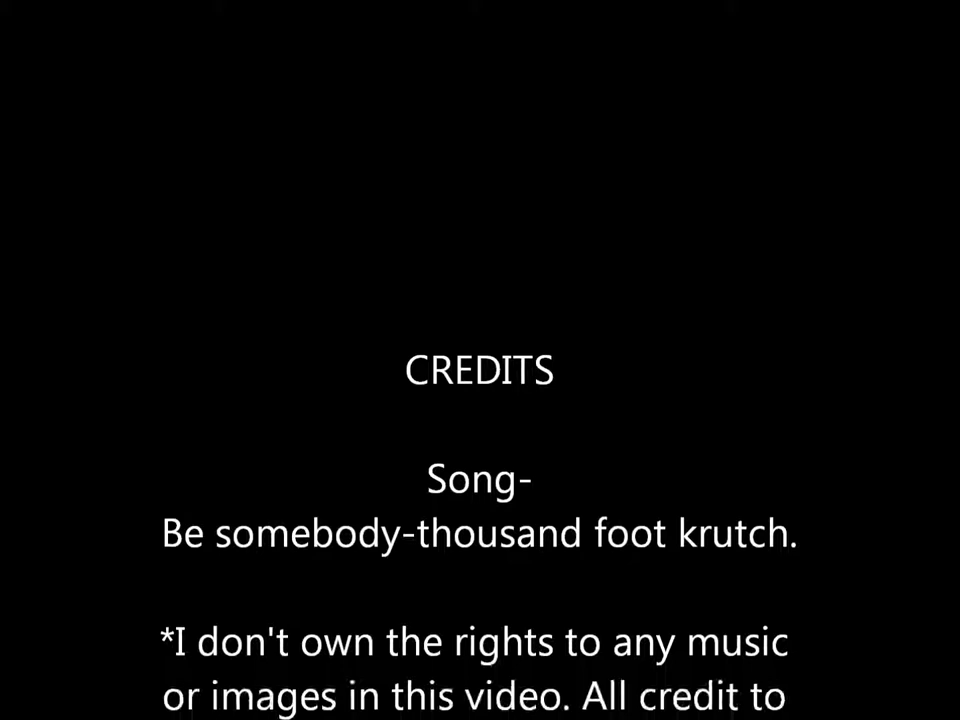 CREDITS
Song-
Be somebody-thousand foot krutch.
*I don't own the rights to any music
or images in this video. All credit to